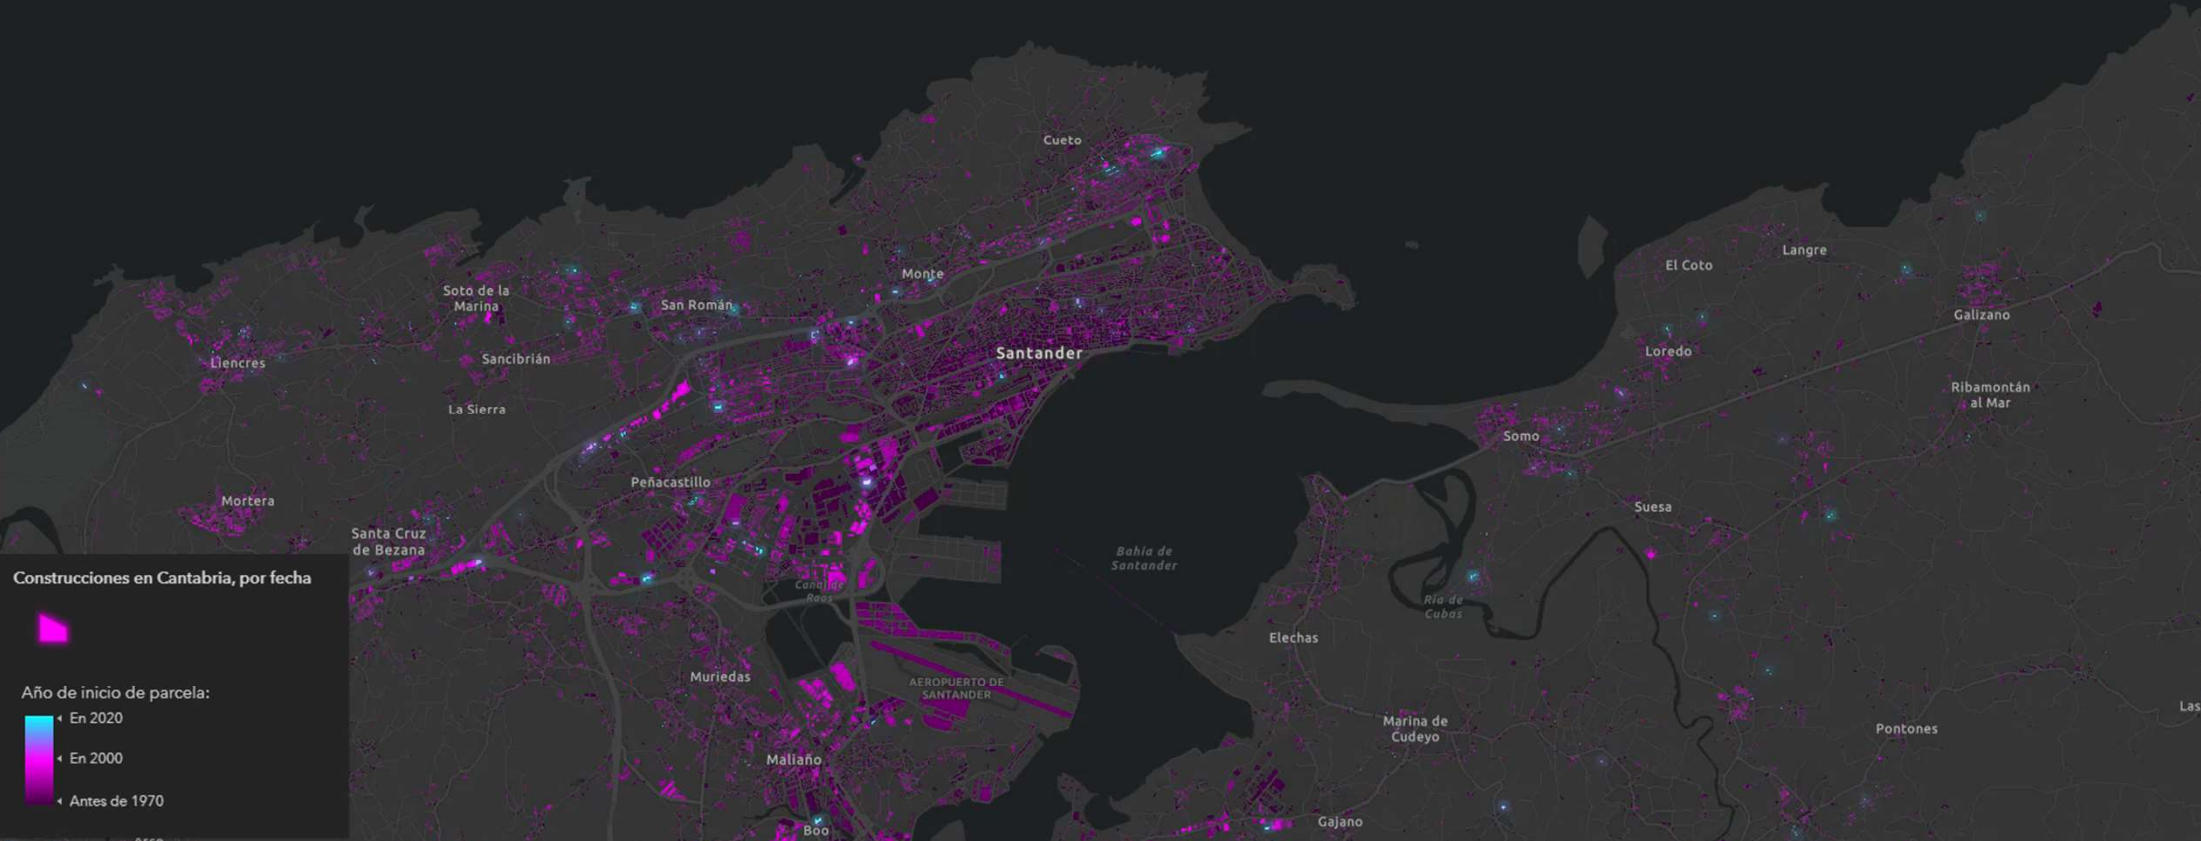 Cueto
Monte
Soto de la
Marina
San Román
Sancibrián
Liencres
La Sierra
Santander
Langre
El Coto
Galizano
Loredo
Ribamontán
al Mar
Somo
Peñacastillo
Mortera
Santa Cruz
de Bezana
Suesa
Bahía de
Santander
Canal de
Raos
Ría de
Cubas
Elechas
Muriedas
AEROPUERTO DE
SANTANDER
Marina de
Cudeyo
Pontones
Las
Maliaño
Boo
Gajano
Construcciones en Cantabria, por fecha
Año de inicio de parcela:
En 2020
En 2000
Antes de 1970